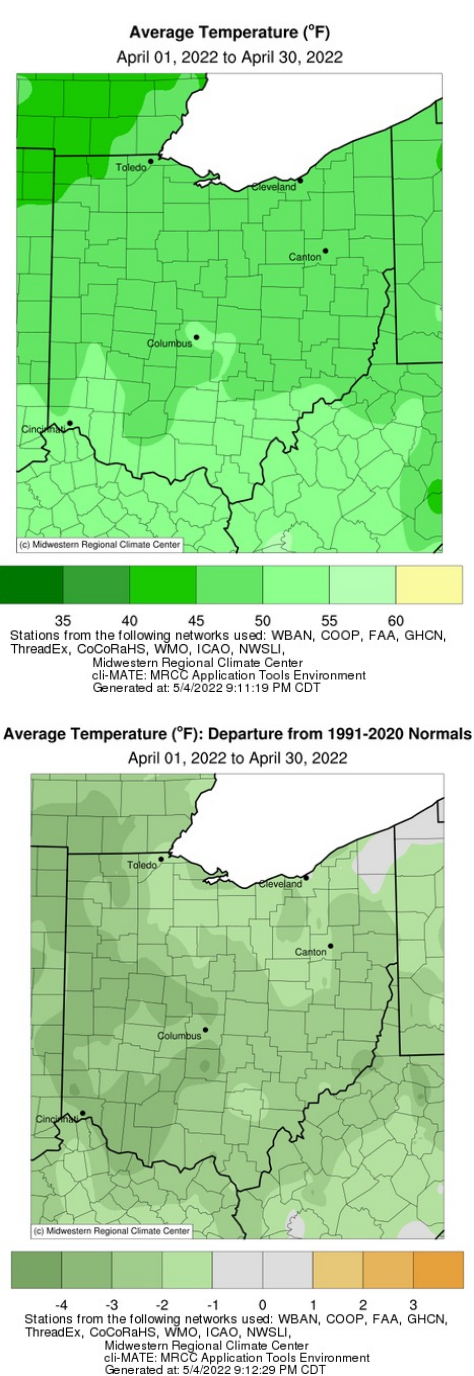 Average Temperature (°F)
April 01, 2022 to April 30, 2022
Toledo
Cleveland
Canton
Columbus
Cincinnati
(c) Midwestern Regional Climate Center
35 40 45 50 55 60
Stations from the following networks used: WBAN, COOP, FAA, GHCN,
ThreadEx, CoCoRaHS, WMO, ICAO, NWSLI,
Midwestern Regional Climate Center
cli-MATE: MRCC Application Tools Environment
Generated at: 5/4/2022 9:11:19 PM CDT
Average Temperature (°F): Departure from 1991-2020 Normals
April 01, 2022 to April 30, 2022
Toledo
Cleveland
Canton
Columbus
Cincinnati
(c) Midwestern Regional Climate Center
-4 -3 -2 -1 0 1 2 3
Stations from the following networks used: WBAN, COOP, FAA, GHCN,
ThreadEx, CoCoRaHS, WMO, ICAO, NWSLI,
Midwestern Regional Climate Center
cli-MATE: MRCC Application Tools Environment
Generated at: 5/4/2022 9:12:29 PM CDT